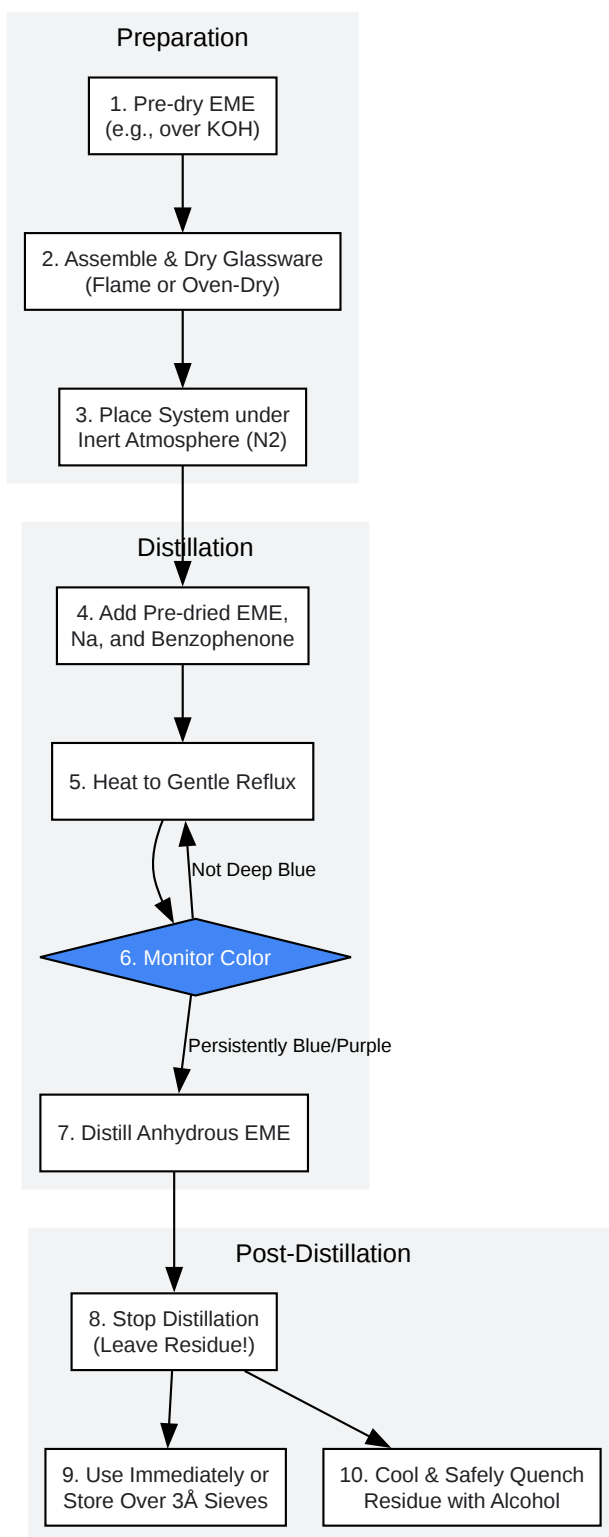 Preparation
1. Pre-dry EME
(e.g., over KOH)
2. Assemble & Dry Glassware
(Flame or Oven-Dry)
3. Place System under
Inert Atmosphere (N2)
Distillation
4. Add Pre-dried EME,
Na, and Benzophenone
5. Heat to Gentle Reflux
Not Deep Blue
6. Monitor Color
Persistently Blue/Purple
7. Distill Anhydrous EME
Post-Distillation
8. Stop Distillation
(Leave Residue!)
9. Use Immediately or
Store Over 3Å Sieves
10. Cool & Safely Quench
Residue with Alcohol